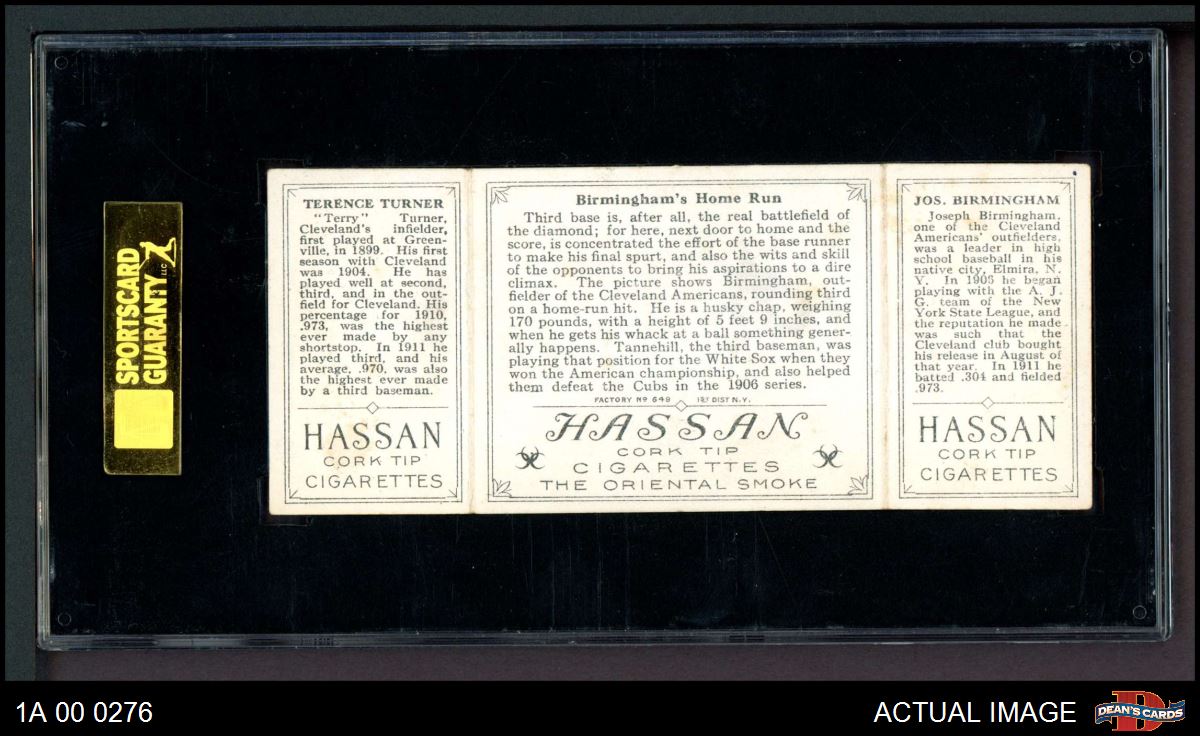 SPORTSCARD
GUARANTY LLC
TERENCE TURNER
"Terry" Turner,
Cleveland's infielder,
first played at Green-
ville, in 1899. His first
season with Cleveland
was 1904. He has
played well at second,
third, and in the out-
field for Cleveland. His
percentage for 1910,
.973, was the highest
ever made by any
shortstop. In 1911 he
played third, and his
average, .970, was also
the highest ever made
by a third baseman.
HASSAN
CORK TIP
CIGARETTES
Birmingham's Home Run
Third base is, after all, the real battlefield of
the diamond; for here, next door to home and the
score, is concentrated the effort of the base runner
to make his final spurt, and also the wits and skill
of the opponents to bring his aspirations to a dire
climax. The picture shows Birmingham, out-
fielder of the Cleveland Americans, rounding third
on a home-run hit. He is a husky chap, weighing
170 pounds, with a height of 5 feet 9 inches, and
when he gets his whack at a ball something gener-
ally happens. Tannehill, the third baseman, was
playing that position for the White Sox when they
won the American championship, and also helped
them defeat the Cubs in the 1906 series.
FACTORY Nº 649 1ST DIST N.Y.
HASSAN
CORK TIP
CIGARETTES
THE ORIENTAL SMOKE
JOS. BIRMINGHAM
Joseph Birmingham,
one of the Cleveland
Americans' outfielders,
was a leader in high
school baseball in his
native city, Elmira, N.
Y. In 1905 he began
playing with the A. J.
G. team of the New
York State League, and
the reputation he made
was such that the
Cleveland club bought
his release in August of
that year. In 1911 he
batted .304 and fielded
.973.
HASSAN
CORK TIP
CIGARETTES
1A 00 0276
ACTUAL IMAGE
DEAN'S CARDS